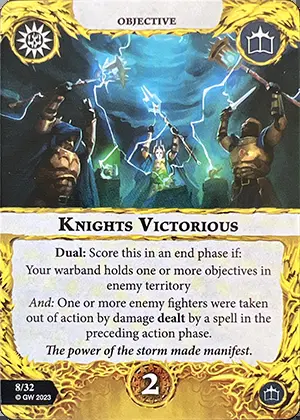 OBJECTIVE
KNIGHTS VICTORIOUS
Dual: Score this in an end phase if:
Your warband holds one or more objectives in
enemy territory
And: One or more enemy fighters were taken
out of action by damage dealt by a spell in the
preceding action phase.
The power of the storm made manifest.
8/32
© GW 2023
2